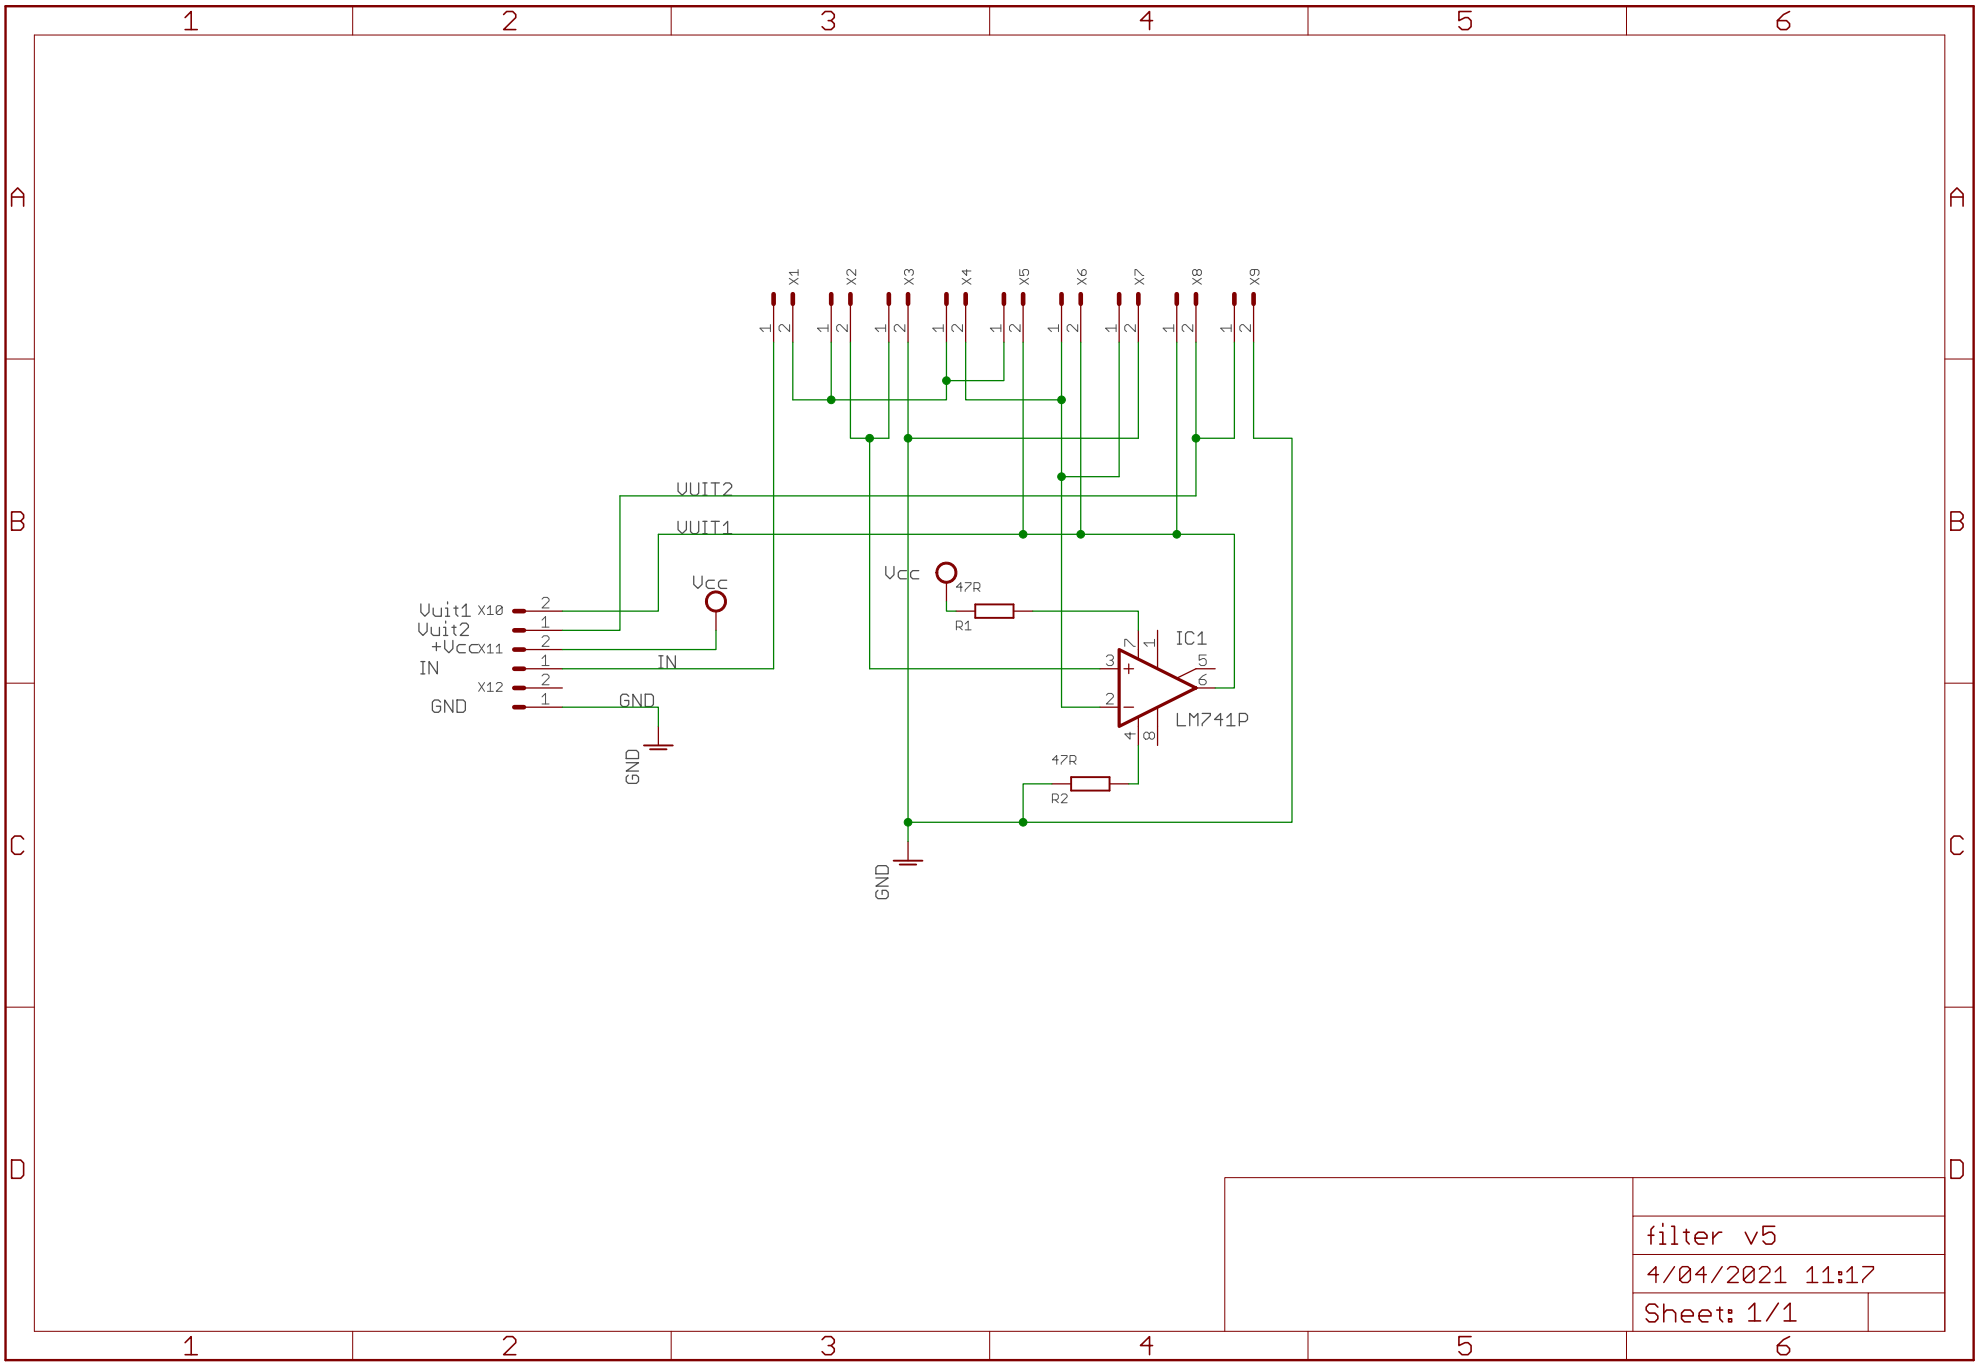 1 2 3 4 5 6
A A
X1 X2 X3 X4 X5 X6 X7 X8 X9
1 2 1 2 1 2 1 2 1 2 1 2 1 2 1 2 1 2
VUIT2
B B
VUIT1
Vcc
Vcc
47R
R1
Vuit1 X10 2
Vuit2 1
+Vcc X11 2
IN 1 IN
X12 2
GND 1 GND
GND
7 1 IC1
3 + 5
6
2 -
LM741P
4 8
47R
R2
GND
C C
D D
filter v5
4/04/2021 11:17
Sheet: 1/1
1 2 3 4 5 6